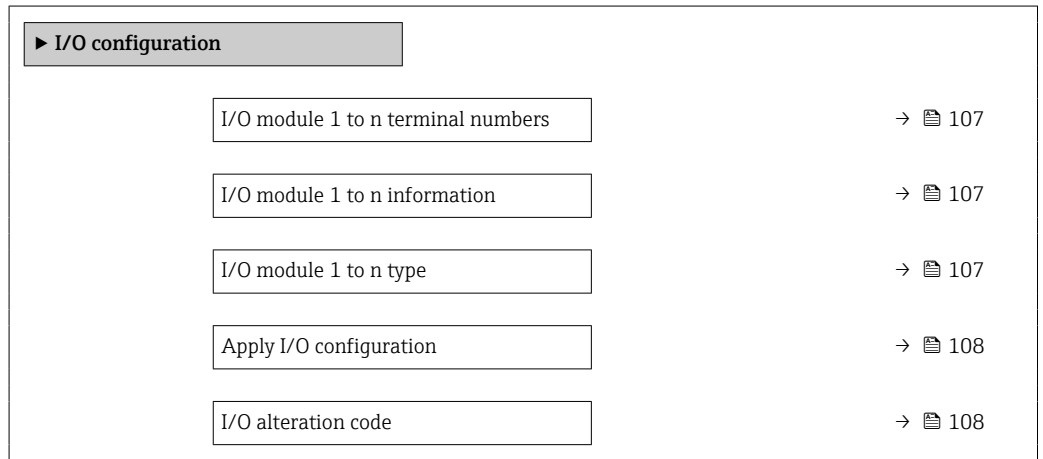 ► I/O configuration
I/O module 1 to n terminal numbers → 107
I/O module 1 to n information → 107
I/O module 1 to n type → 107
Apply I/O configuration → 108
I/O alteration code → 108